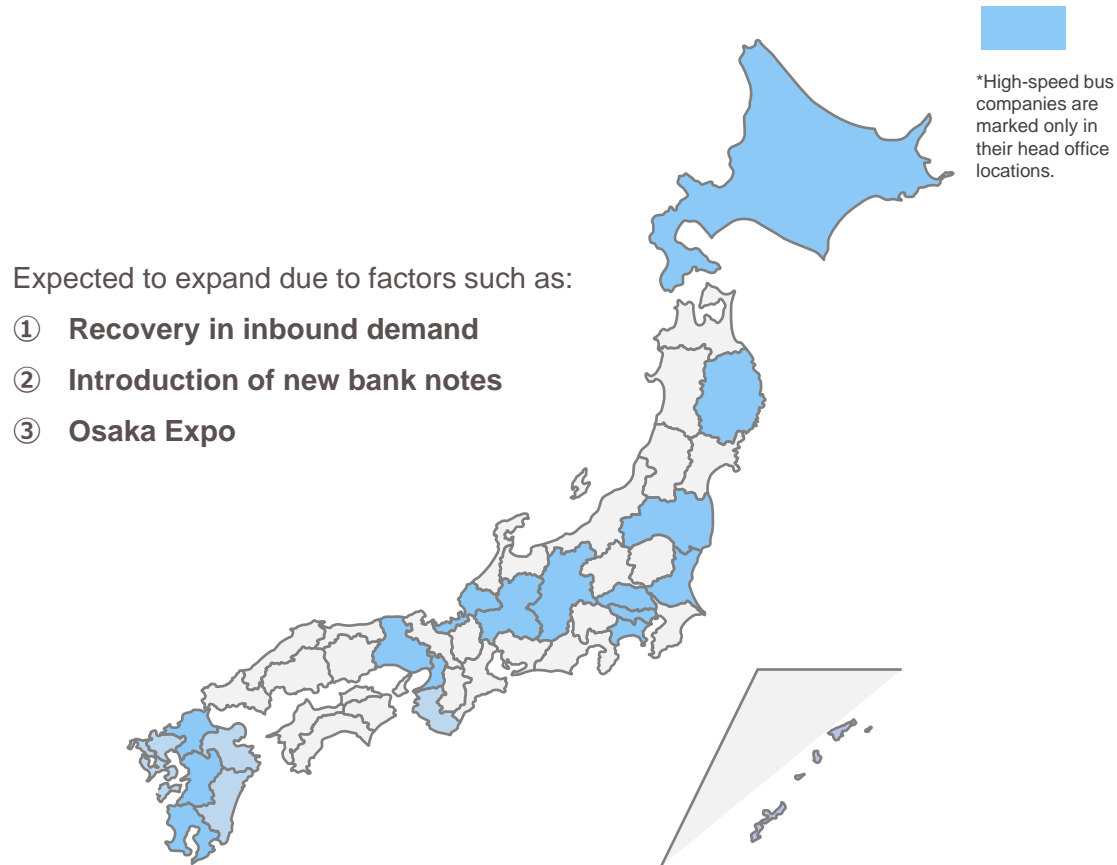 *High-speed bus
companies are
marked only in
their head office
locations.
Expected to expand due to factors such as:
① Recovery in inbound demand
② Introduction of new bank notes
③ Osaka Expo